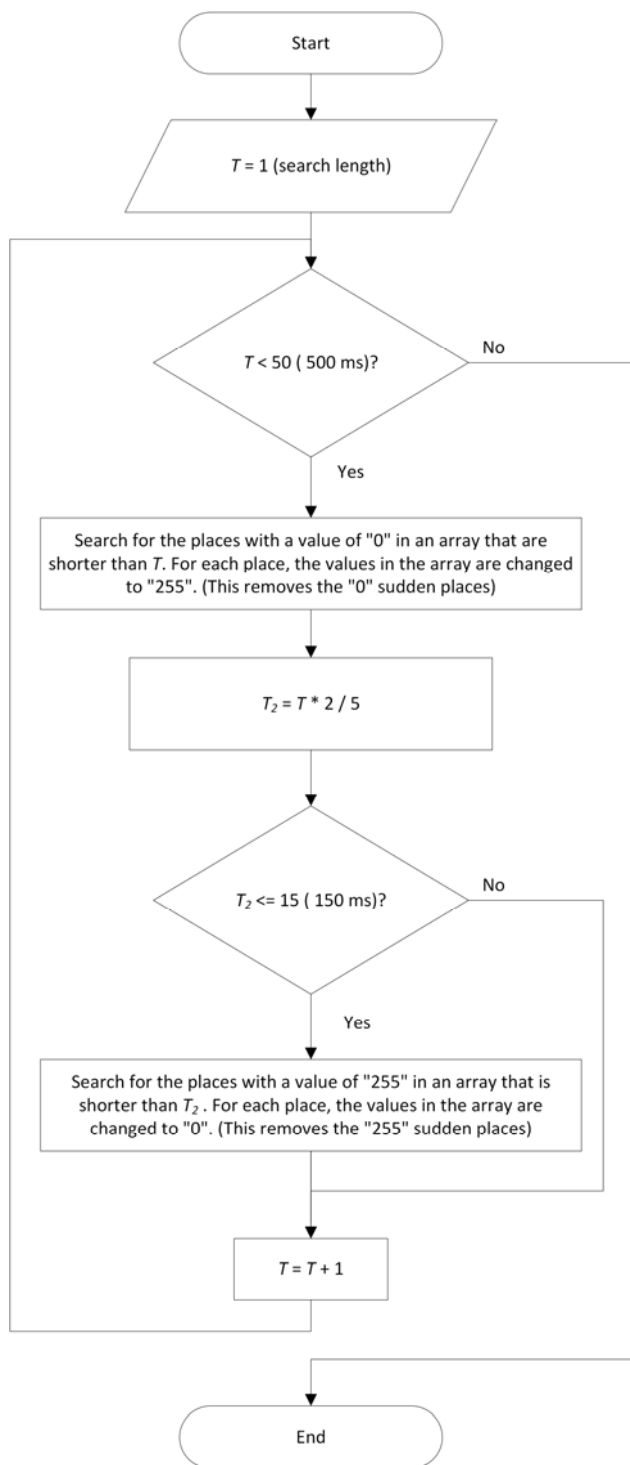 Start
T = 1 (search length)
T < 50 ( 500 ms)?
No
Yes
Search for the places with a value of "0" in an array that are
shorter than T. For each place, the values in the array are changed
to "255". (This removes the "0" sudden places)
T2 = T * 2 / 5
T2 <= 15 ( 150 ms)?
No
Yes
Search for the places with a value of "255" in an array that is
shorter than T2 . For each place, the values in the array are
changed to "0". (This removes the "255" sudden places)
T = T + 1
End